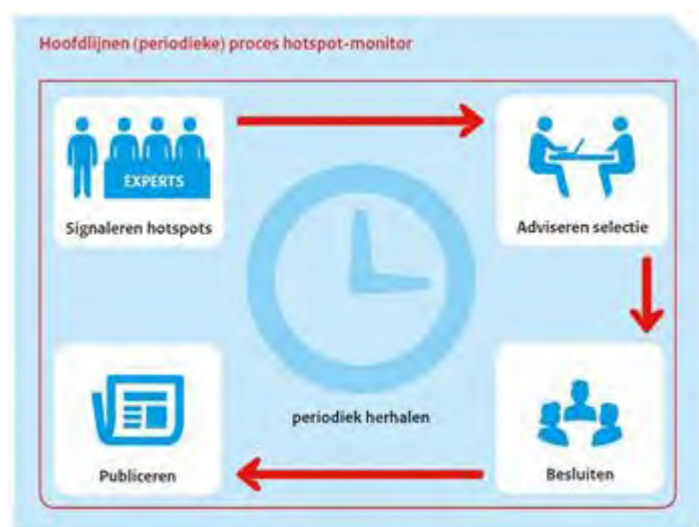 Hoofdlijnen (periodieke) proces hotspot-monitor
EXPERTS
Signaleren hotspots
Adviseren selectie
periodiek herhalen
Publiceren
Besluiten